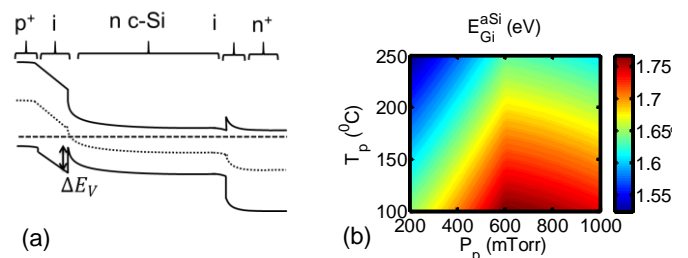 p⁺ i n c-Si i n⁺
ΔE_V
(a)
E_Gi^aSi (eV)
250
200
150
100
T_p (⁰C)
200 400 600 800 1000
P_p (mTorr)
1.75
1.7
1.65
1.6
1.55
(b)